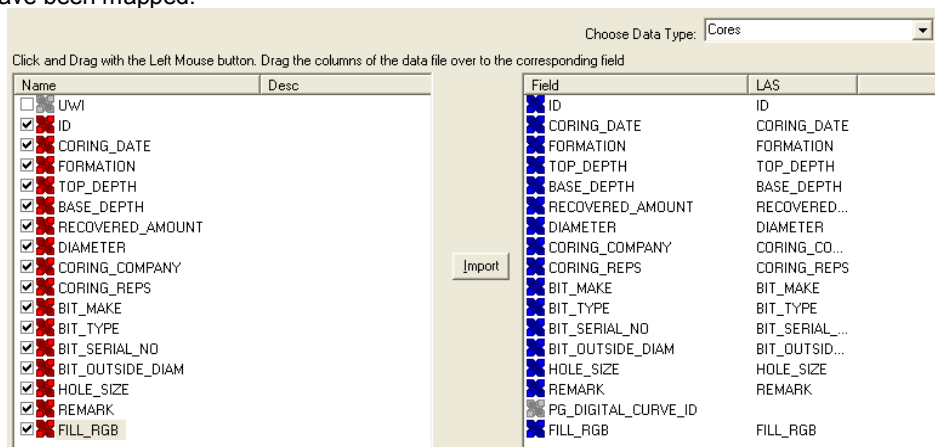 ave been mapped.
Choose Data Type: Cores
Click and Drag with the Left Mouse button. Drag the columns of the data file over to the corresponding field
Name Desc
UWI
ID
CORING_DATE
FORMATION
TOP_DEPTH
BASE_DEPTH
RECOVERED_AMOUNT
DIAMETER
CORING_COMPANY
CORING_REPS
BIT_MAKE
BIT_TYPE
BIT_SERIAL_NO
BIT_OUTSIDE_DIAM
HOLE_SIZE
REMARK
FILL_RGB
Import
Field LAS
ID ID
CORING_DATE CORING_DATE
FORMATION FORMATION
TOP_DEPTH TOP_DEPTH
BASE_DEPTH BASE_DEPTH
RECOVERED_AMOUNT RECOVERED...
DIAMETER DIAMETER
CORING_COMPANY CORING_CO...
CORING_REPS CORING_REPS
BIT_MAKE BIT_MAKE
BIT_TYPE BIT_TYPE
BIT_SERIAL_NO BIT_SERIAL_...
BIT_OUTSIDE_DIAM BIT_OUTSID...
HOLE_SIZE HOLE_SIZE
REMARK REMARK
PG_DIGITAL_CURVE_ID
FILL_RGB FILL_RGB